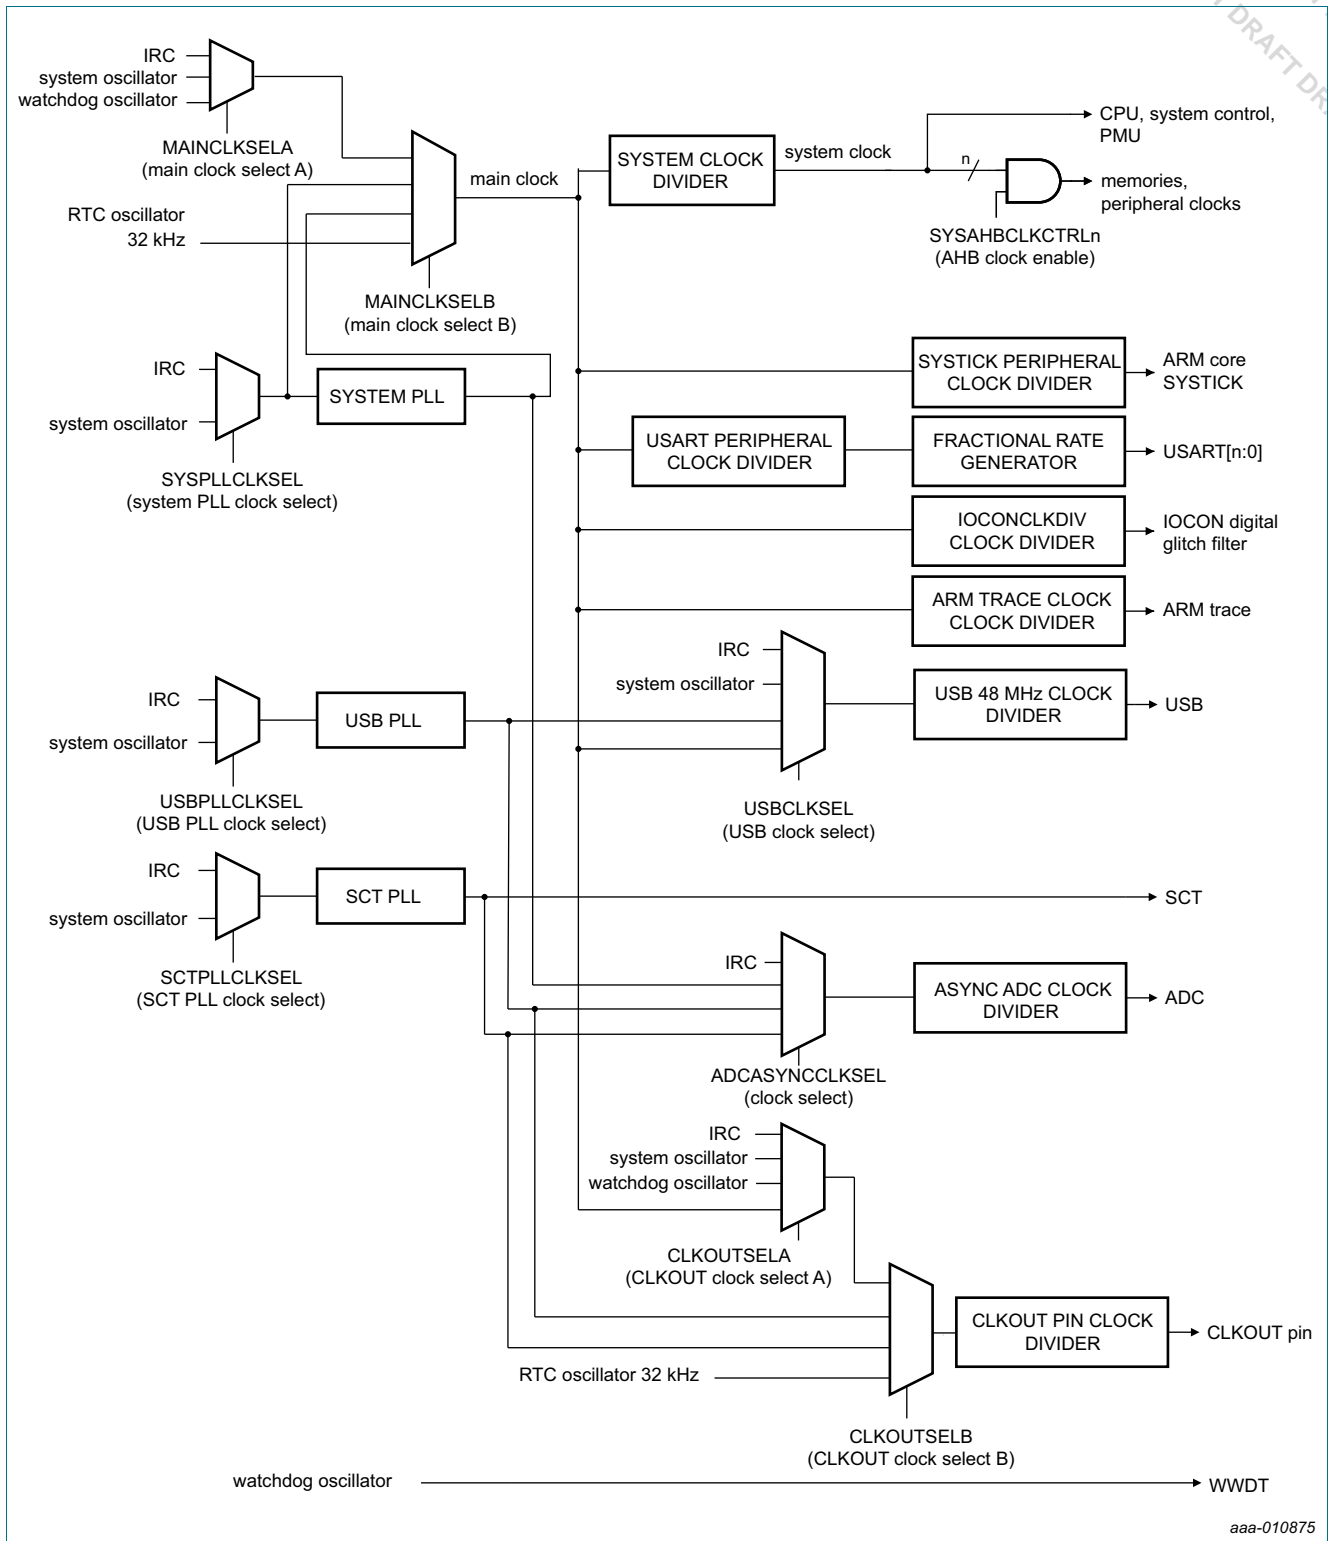 DRAFT DRAFT
IRC
system oscillator
watchdog oscillator
MAINCLKSELA
(main clock select A)
RTC oscillator
32 kHz
main clock
MAINCLKSELB
(main clock select B)
SYSTEM CLOCK
DIVIDER
system clock
CPU, system control,
PMU
n
memories,
peripheral clocks
SYSAHBCLKCTRLn
(AHB clock enable)
IRC
system oscillator
SYSTEM PLL
SYSPLLCLKSEL
(system PLL clock select)
SYSTICK PERIPHERAL
CLOCK DIVIDER
ARM core
SYSTICK
USART PERIPHERAL
CLOCK DIVIDER
FRACTIONAL RATE
GENERATOR
USART[n:0]
IOCONCLKDIV
CLOCK DIVIDER
IOCON digital
glitch filter
ARM TRACE CLOCK
CLOCK DIVIDER
ARM trace
IRC
system oscillator
USB PLL
USBPLLCLKSEL
(USB PLL clock select)
IRC
system oscillator
USBCLKSEL
(USB clock select)
USB 48 MHz CLOCK
DIVIDER
USB
IRC
system oscillator
SCT PLL
SCTPLLCLKSEL
(SCT PLL clock select)
SCT
IRC
ADCASYNCCLKSEL
(clock select)
ASYNC ADC CLOCK
DIVIDER
ADC
IRC
system oscillator
watchdog oscillator
CLKOUTSELA
(CLKOUT clock select A)
RTC oscillator 32 kHz
CLKOUTSELB
(CLKOUT clock select B)
CLKOUT PIN CLOCK
DIVIDER
CLKOUT pin
watchdog oscillator
WWDT
aaa-010875